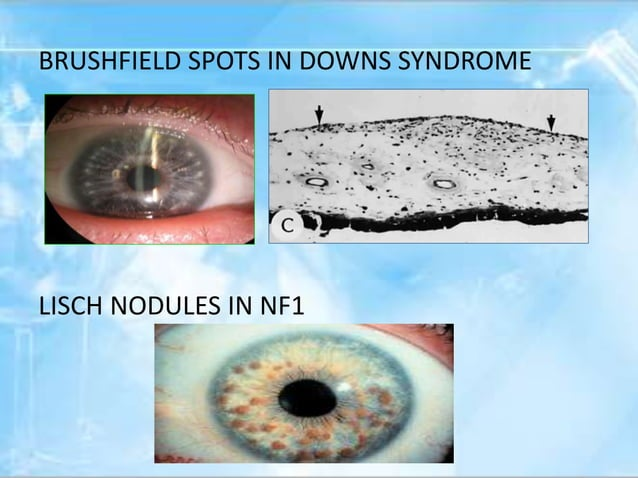 BRUSHFIELD SPOTS IN DOWNS SYNDROME
C
LISCH NODULES IN NF1